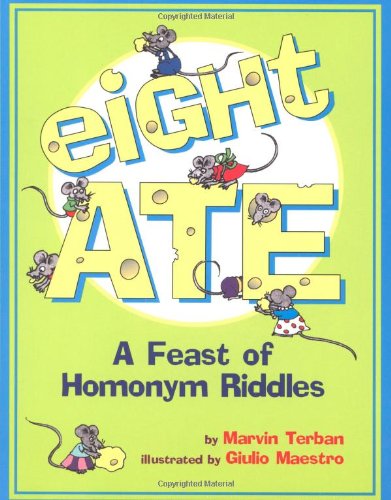 Copyrighted Material
eight
ATE
A Feast of
Homonym Riddles
by Marvin Terban
illustrated by Giulio Maestro
Copyrighted Material